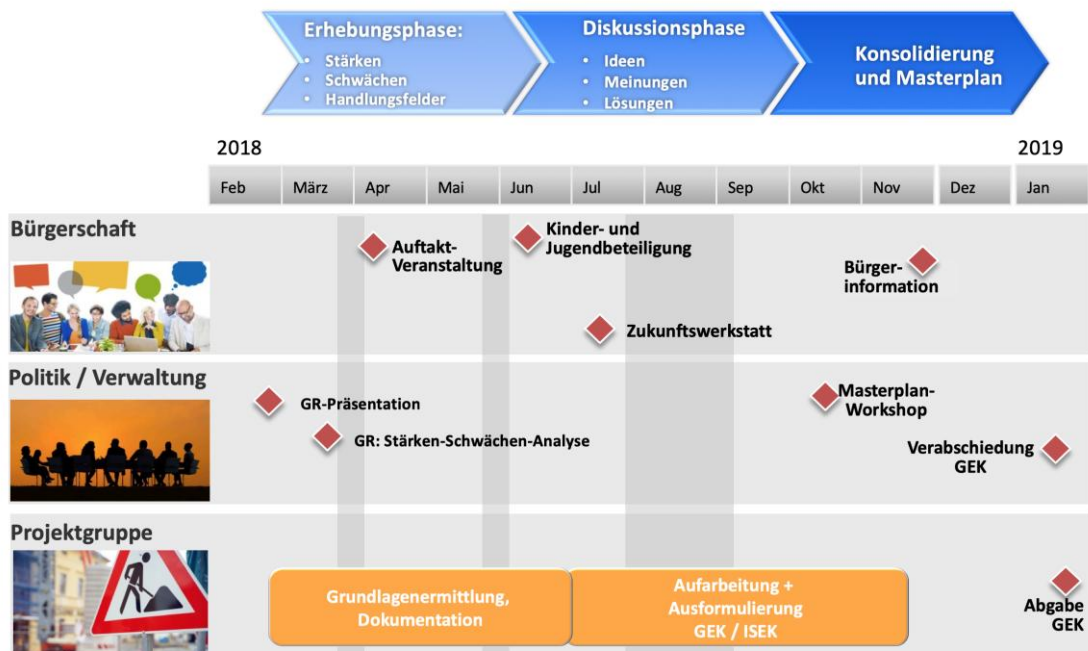 Erhebungsphase:
• Stärken
• Schwächen
• Handlungsfelder
Diskussionsphase
• Ideen
• Meinungen
• Lösungen
Konsolidierung
und Masterplan
2018
2019
Feb
März
Apr
Mai
Jun
Jul
Aug
Sep
Okt
Nov
Dez
Jan
Bürgerschaft
Auftakt-
Veranstaltung
Kinder- und
Jugendbeteiligung
Zukunftswerkstatt
Bürger-
information
Politik / Verwaltung
GR-Präsentation
GR: Stärken-Schwächen-Analyse
Masterplan-
Workshop
Verabschiedung
GEK
Projektgruppe
Grundlagenermittlung,
Dokumentation
Aufarbeitung +
Ausformulierung
GEK / ISEK
Abgabe
GEK